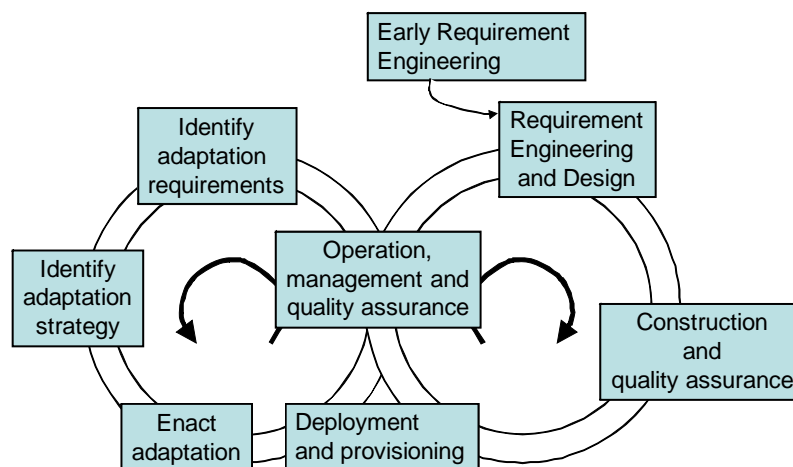 Early Requirement
Engineering
Identify
adaptation
requirements
Requirement
Engineering
and Design
Operation,
management and
quality assurance
Identify
adaptation
strategy
Construction
and
quality assurance
Enact
adaptation
Deployment
and provisioning